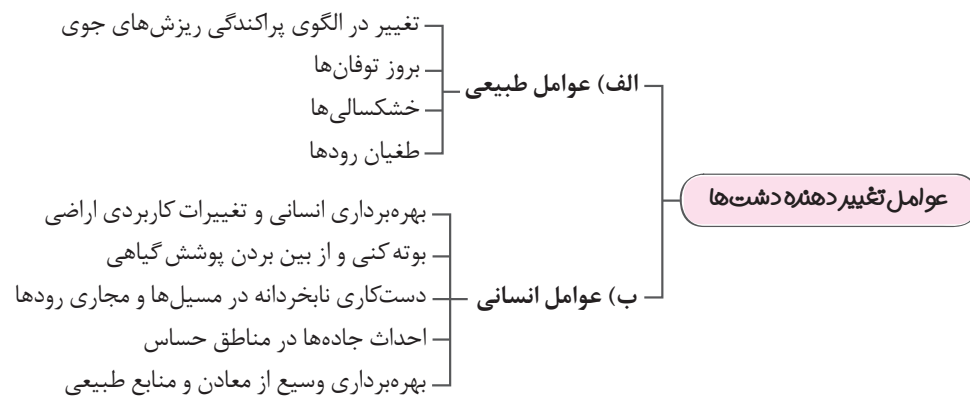 عوامل تغییر دهنده دشت‌ها
الف) عوامل طبیعی
تغییر در الگوی پراکندگی ریزش‌های جوی
بروز توفان‌ها
خشکسالی‌ها
طغیان رودها
ب) عوامل انسانی
بهره‌برداری انسانی و تغییرات کاربردی اراضی
بوته کنی و از بین بردن پوشش گیاهی
دست‌کاری نابخردانه در مسیل‌ها و مجاری رودها
احداث جاده‌ها در مناطق حساس
بهره‌برداری وسیع از معادن و منابع طبیعی